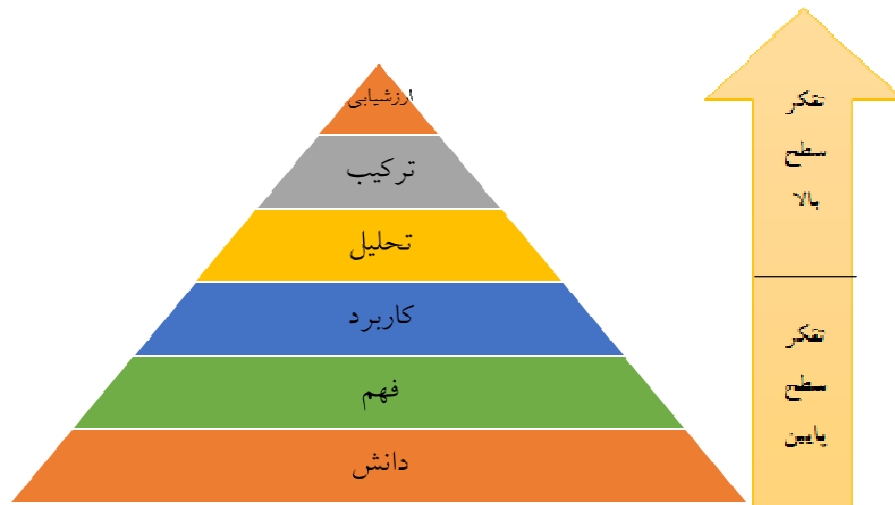 ارزشیابی
ترکیب
تحلیل
کاربرد
فهم
دانش
تفکر
سطح
بالا
تفکر
سطح
پایین